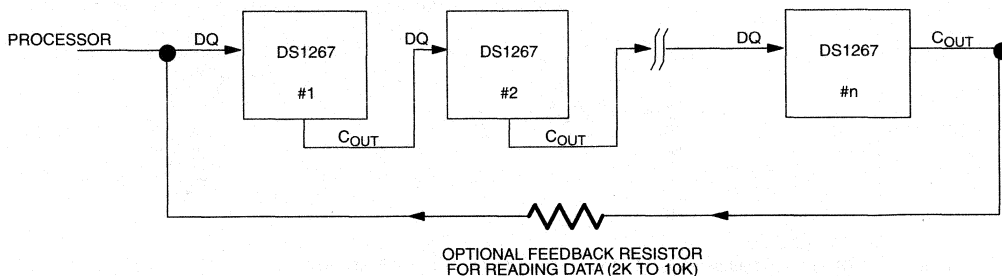 PROCESSOR
DQ
DS1267
#1
COUT
DQ
DS1267
#2
COUT
DQ
DS1267
#n
COUT
OPTIONAL FEEDBACK RESISTOR
FOR READING DATA (2K TO 10K)